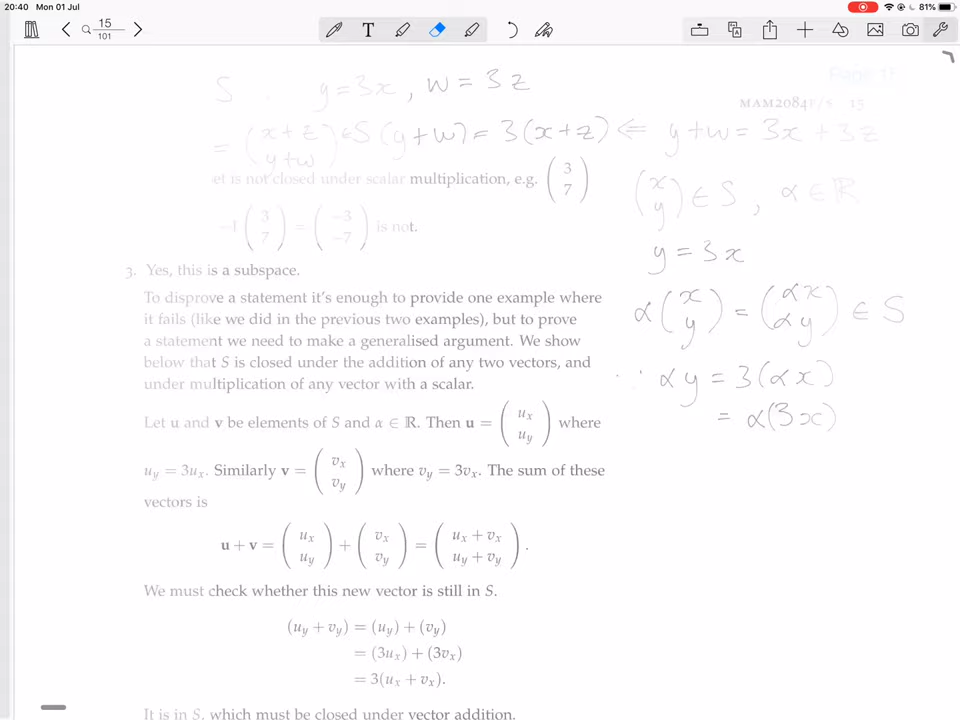 20:40 Mon 01 Jul
81%
15
101
T
Page 15
S y = 3x , w = 3z
MAM2084F/S 15
= (x+z
y+w) ∈ S (y+w) = 3(x+z) ⇐ y+w = 3x + 3z
et is not closed under scalar multiplication, e.g. (3
7)
(x
y) ∈ S , α ∈ ℝ
−1 (3
7) = (−3
−7) is not.
y = 3x
3. Yes, this is a subspace.
To disprove a statement it's enough to provide one example where
it fails (like we did in the previous two examples), but to prove
a statement we need to make a generalised argument. We show
below that S is closed under the addition of any two vectors, and
under multiplication of any vector with a scalar.
α (x
y) = (αx
αy) ∈ S
∵ αy = 3(αx)
= α(3x)
Let u and v be elements of S and α ∈ ℝ. Then u = (u_x
u_y) where
u_y = 3u_x. Similarly v = (v_x
v_y) where v_y = 3v_x. The sum of these
vectors is
u + v = (u_x
u_y) + (v_x
v_y) = (u_x + v_x
u_y + v_y).
We must check whether this new vector is still in S.
(u_y + v_y) = (u_y) + (v_y)
= (3u_x) + (3v_x)
= 3(u_x + v_x).
It is in S, which must be closed under vector addition.